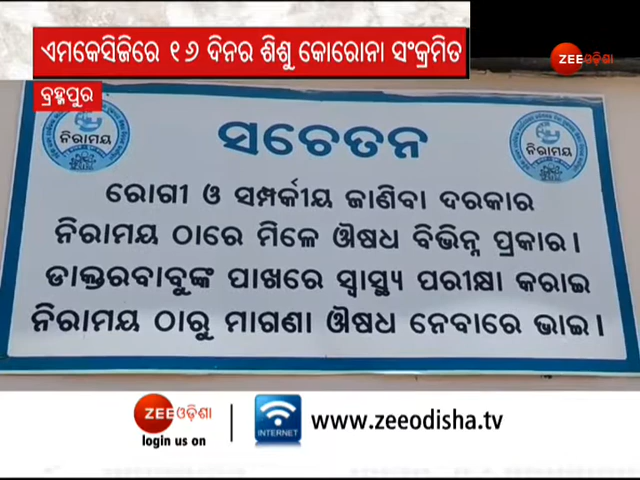 ଏମକେସିଜିରେ ୧୬ ଦିନର ଶିଶୁ କୋରୋନା ସଂକ୍ରମିତ
ZEE ଓଡ଼ିଶା
ବ୍ରହ୍ମପୁର
ନିରାମୟ
ସଚେତନ
ନିରାମୟ
ରୋଗୀ ଓ ସମ୍ପର୍କୀୟ ଜାଣିବା ଦରକାର
ନିରାମୟ ଠାରେ ମିଳେ ଔଷଧ ବିଭିନ୍ନ ପ୍ରକାର।
ଡାକ୍ତରବାବୁଙ୍କ ପାଖରେ ସ୍ୱାସ୍ଥ୍ୟ ପରୀକ୍ଷା କରାଇ
ନିରାମୟ ଠାରୁ ମାଗଣା ଔଷଧ ନେବାରେ ଭାଇ।
ZEE ଓଡ଼ିଶା
login us on
INTERNET
www.zeeodisha.tv